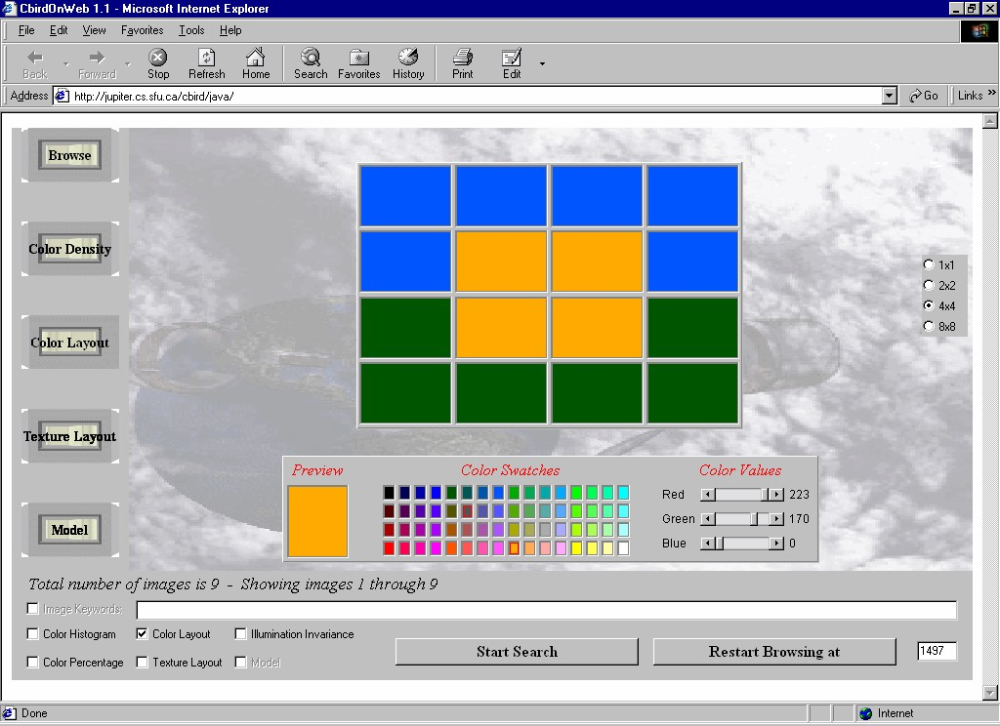 CbirdOnWeb 1.1 - Microsoft Internet Explorer
File Edit View Favorites Tools Help
Back Forward Stop Refresh Home Search Favorites History Print Edit
Address http://jupiter.cs.sfu.ca/cbird/java/ Go Links »
Browse
Color Density
1x1
2x2
4x4
8x8
Color Layout
Texture Layout
Model
Preview Color Swatches Color Values
Red 223
Green 170
Blue 0
Total number of images is 9 - Showing images 1 through 9
Image Keywords:
Color Histogram Color Layout Illumination Invariance
Start Search Restart Browsing at 1497
Color Percentage Texture Layout Model
Done Internet